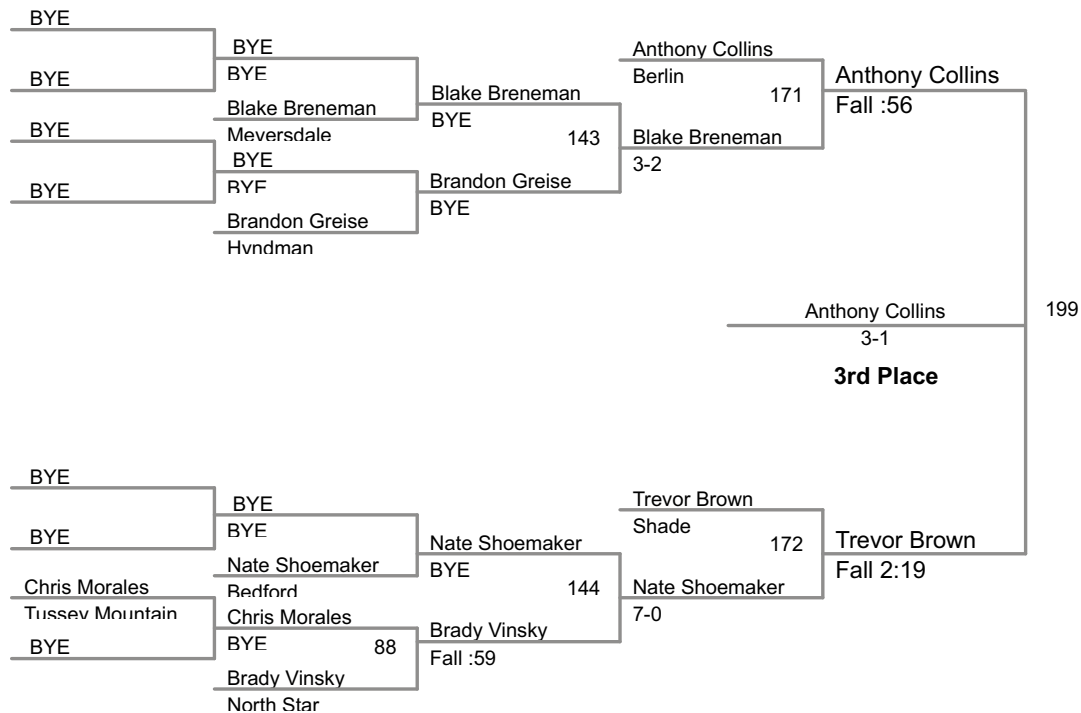 BYE
BYE
BYE
BYE
BYE
BYE
Blake Breneman
Meyersdale
BYE
BYE
Brandon Greise
Hyndman
Blake Breneman
BYE
143
Brandon Greise
BYE
Anthony Collins
Berlin
171
Blake Breneman
3-2
Anthony Collins
Fall :56
Anthony Collins
199
3-1
3rd Place
BYE
BYE
Chris Morales
Tussey Mountain
BYE
BYE
BYE
Nate Shoemaker
Bedford
Chris Morales
BYE
88
Brady Vinsky
North Star
Nate Shoemaker
BYE
144
Brady Vinsky
Fall :59
Trevor Brown
Shade
172
Nate Shoemaker
7-0
Trevor Brown
Fall 2:19